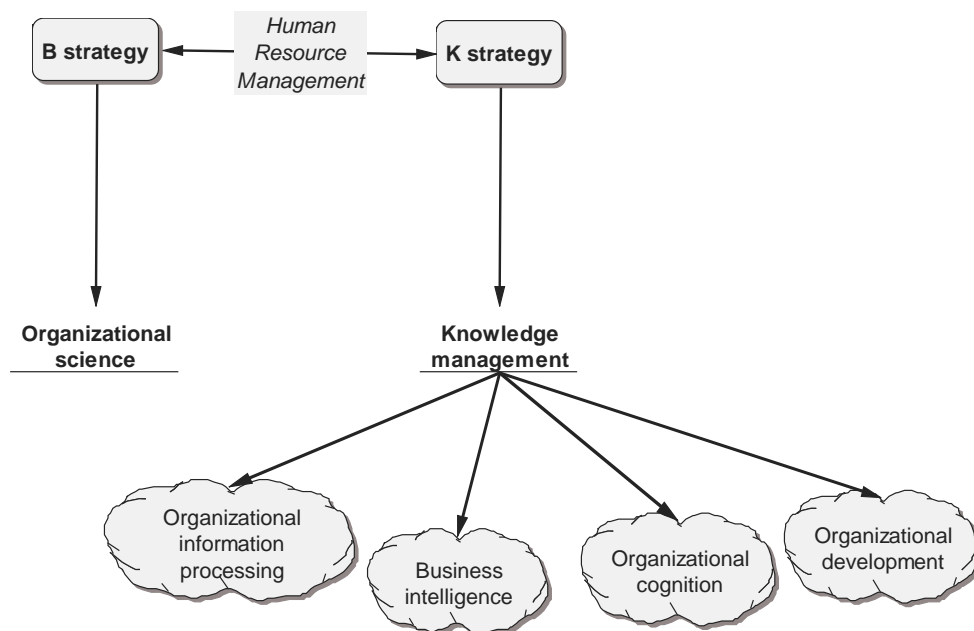 B strategy
Human
Resource
Management
K strategy
Organizational
science
Knowledge
management
Organizational
information
processing
Business
intelligence
Organizational
cognition
Organizational
development